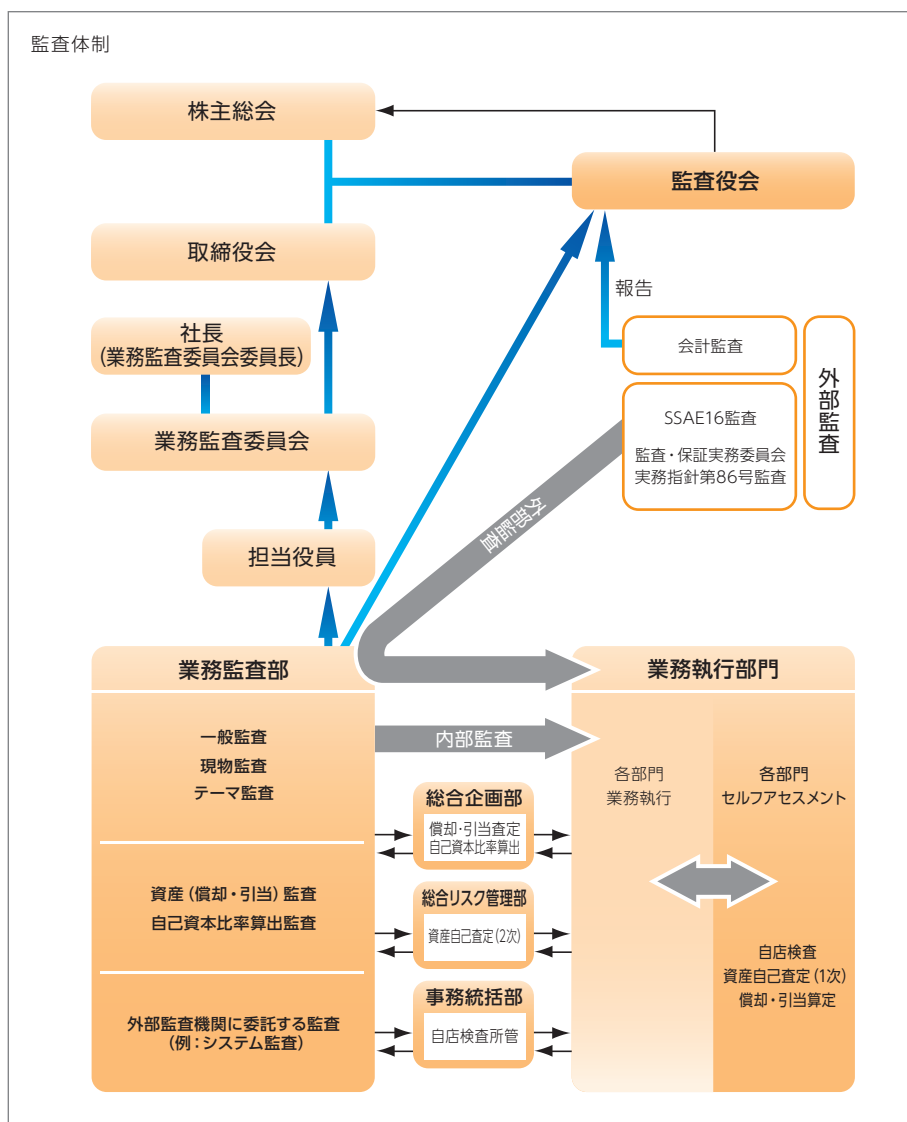 監査体制
株主総会
監査役会
取締役会
報告
社長
(業務監査委員会委員長)
会計監査
外部監査
業務監査委員会
SSAE16監査
監査・保証実務委員会
実務指針第86号監査
外部監査
担当役員
業務監査部
業務執行部門
一般監査
現物監査
テーマ監査
内部監査
各部門
業務執行
各部門
セルフアセスメント
総合企画部
償却・引当査定
自己資本比率算出
資産(償却・引当)監査
自己資本比率算出監査
総合リスク管理部
資産自己査定(2次)
自店検査
資産自己査定(1次)
償却・引当算定
事務統括部
自店検査所管
外部監査機関に委託する監査
(例:システム監査)